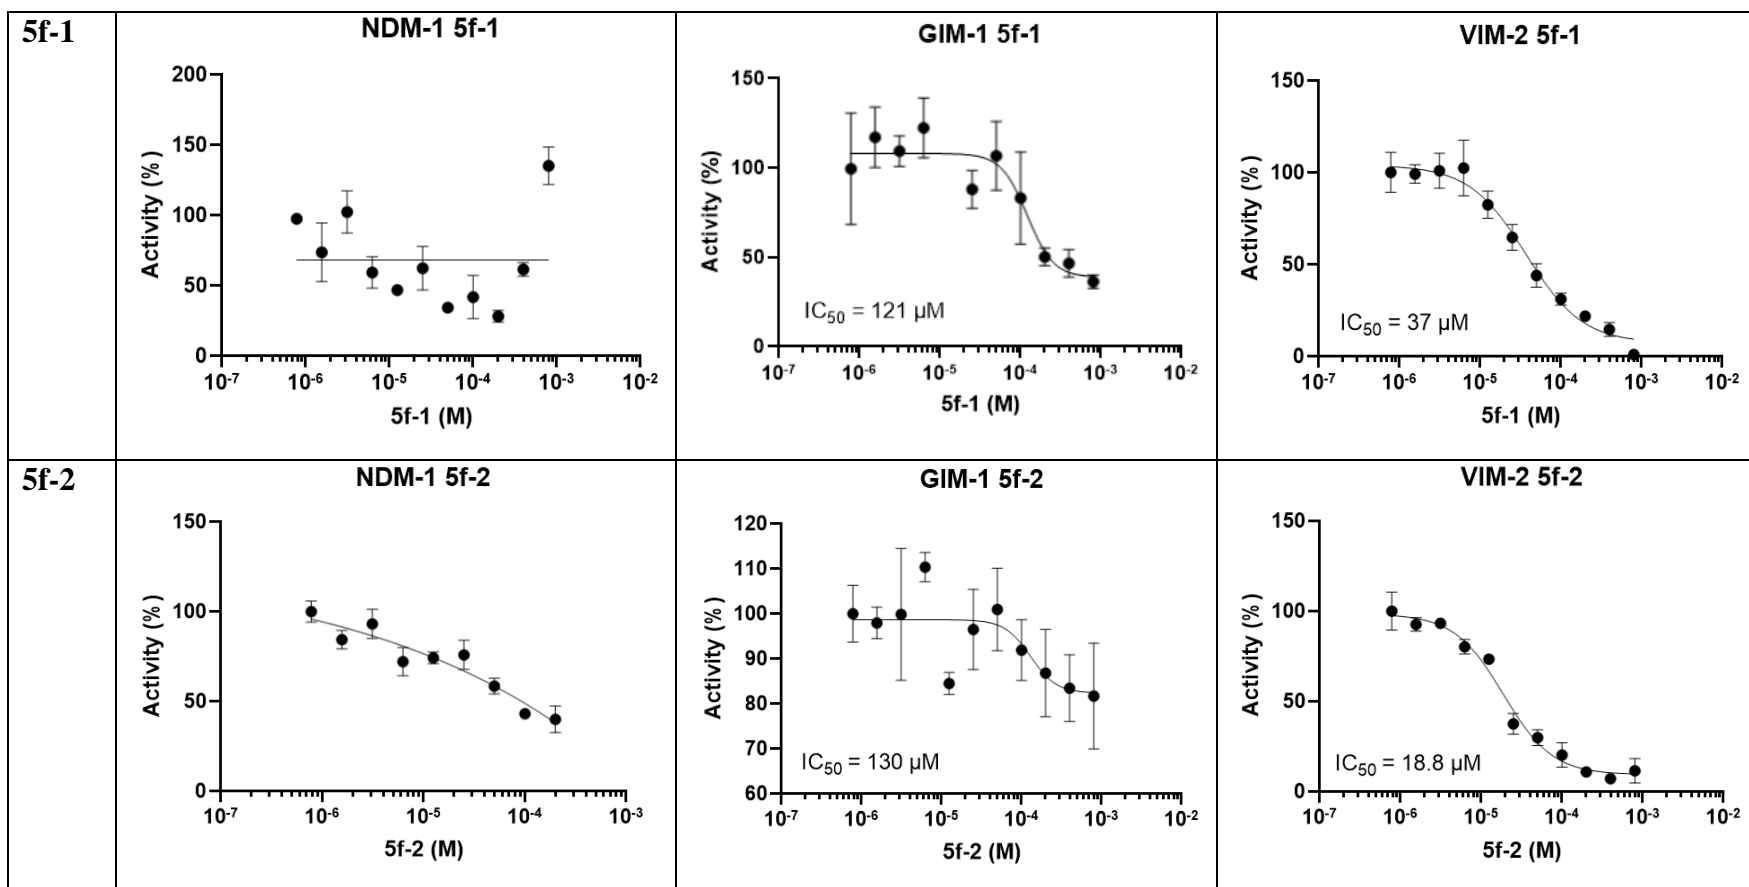 5f-1
NDM-1 5f-1
200
150
100
50
0
Activity (%)
10-7 10-6 10-5 10-4 10-3 10-2
5f-1 (M)
GIM-1 5f-1
150
100
50
0
Activity (%)
IC50 = 121 µM
10-7 10-6 10-5 10-4 10-3 10-2
5f-1 (M)
VIM-2 5f-1
150
100
50
0
Activity (%)
IC50 = 37 µM
10-7 10-6 10-5 10-4 10-3 10-2
5f-1 (M)
5f-2
NDM-1 5f-2
150
100
50
0
Activity (%)
10-7 10-6 10-5 10-4 10-3
5f-2 (M)
GIM-1 5f-2
120
110
100
90
80
70
60
Activity (%)
IC50 = 130 µM
10-7 10-6 10-5 10-4 10-3 10-2
5f-2 (M)
VIM-2 5f-2
150
100
50
0
Activity (%)
IC50 = 18.8 µM
10-7 10-6 10-5 10-4 10-3 10-2
5f-2 (M)